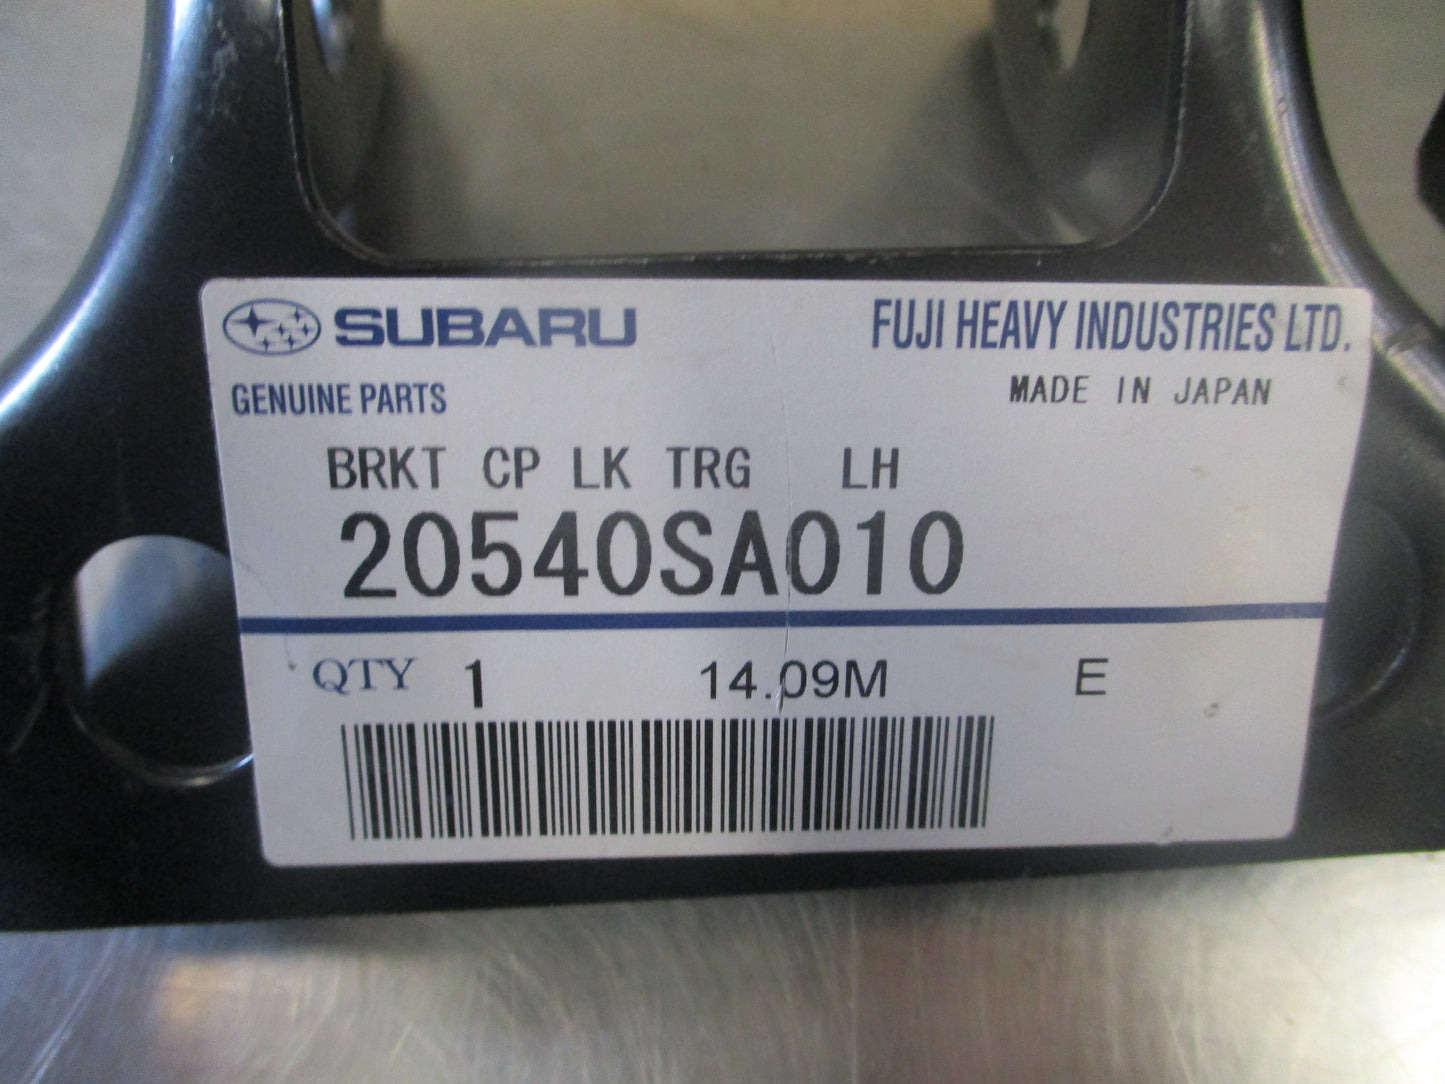 SUBARU FUJI HEAVY INDUSTRIES LTD.
GENUINE PARTS MADE IN JAPAN
BRKT CP LK TRG LH
20540SA010
QTY 1 14.09M E